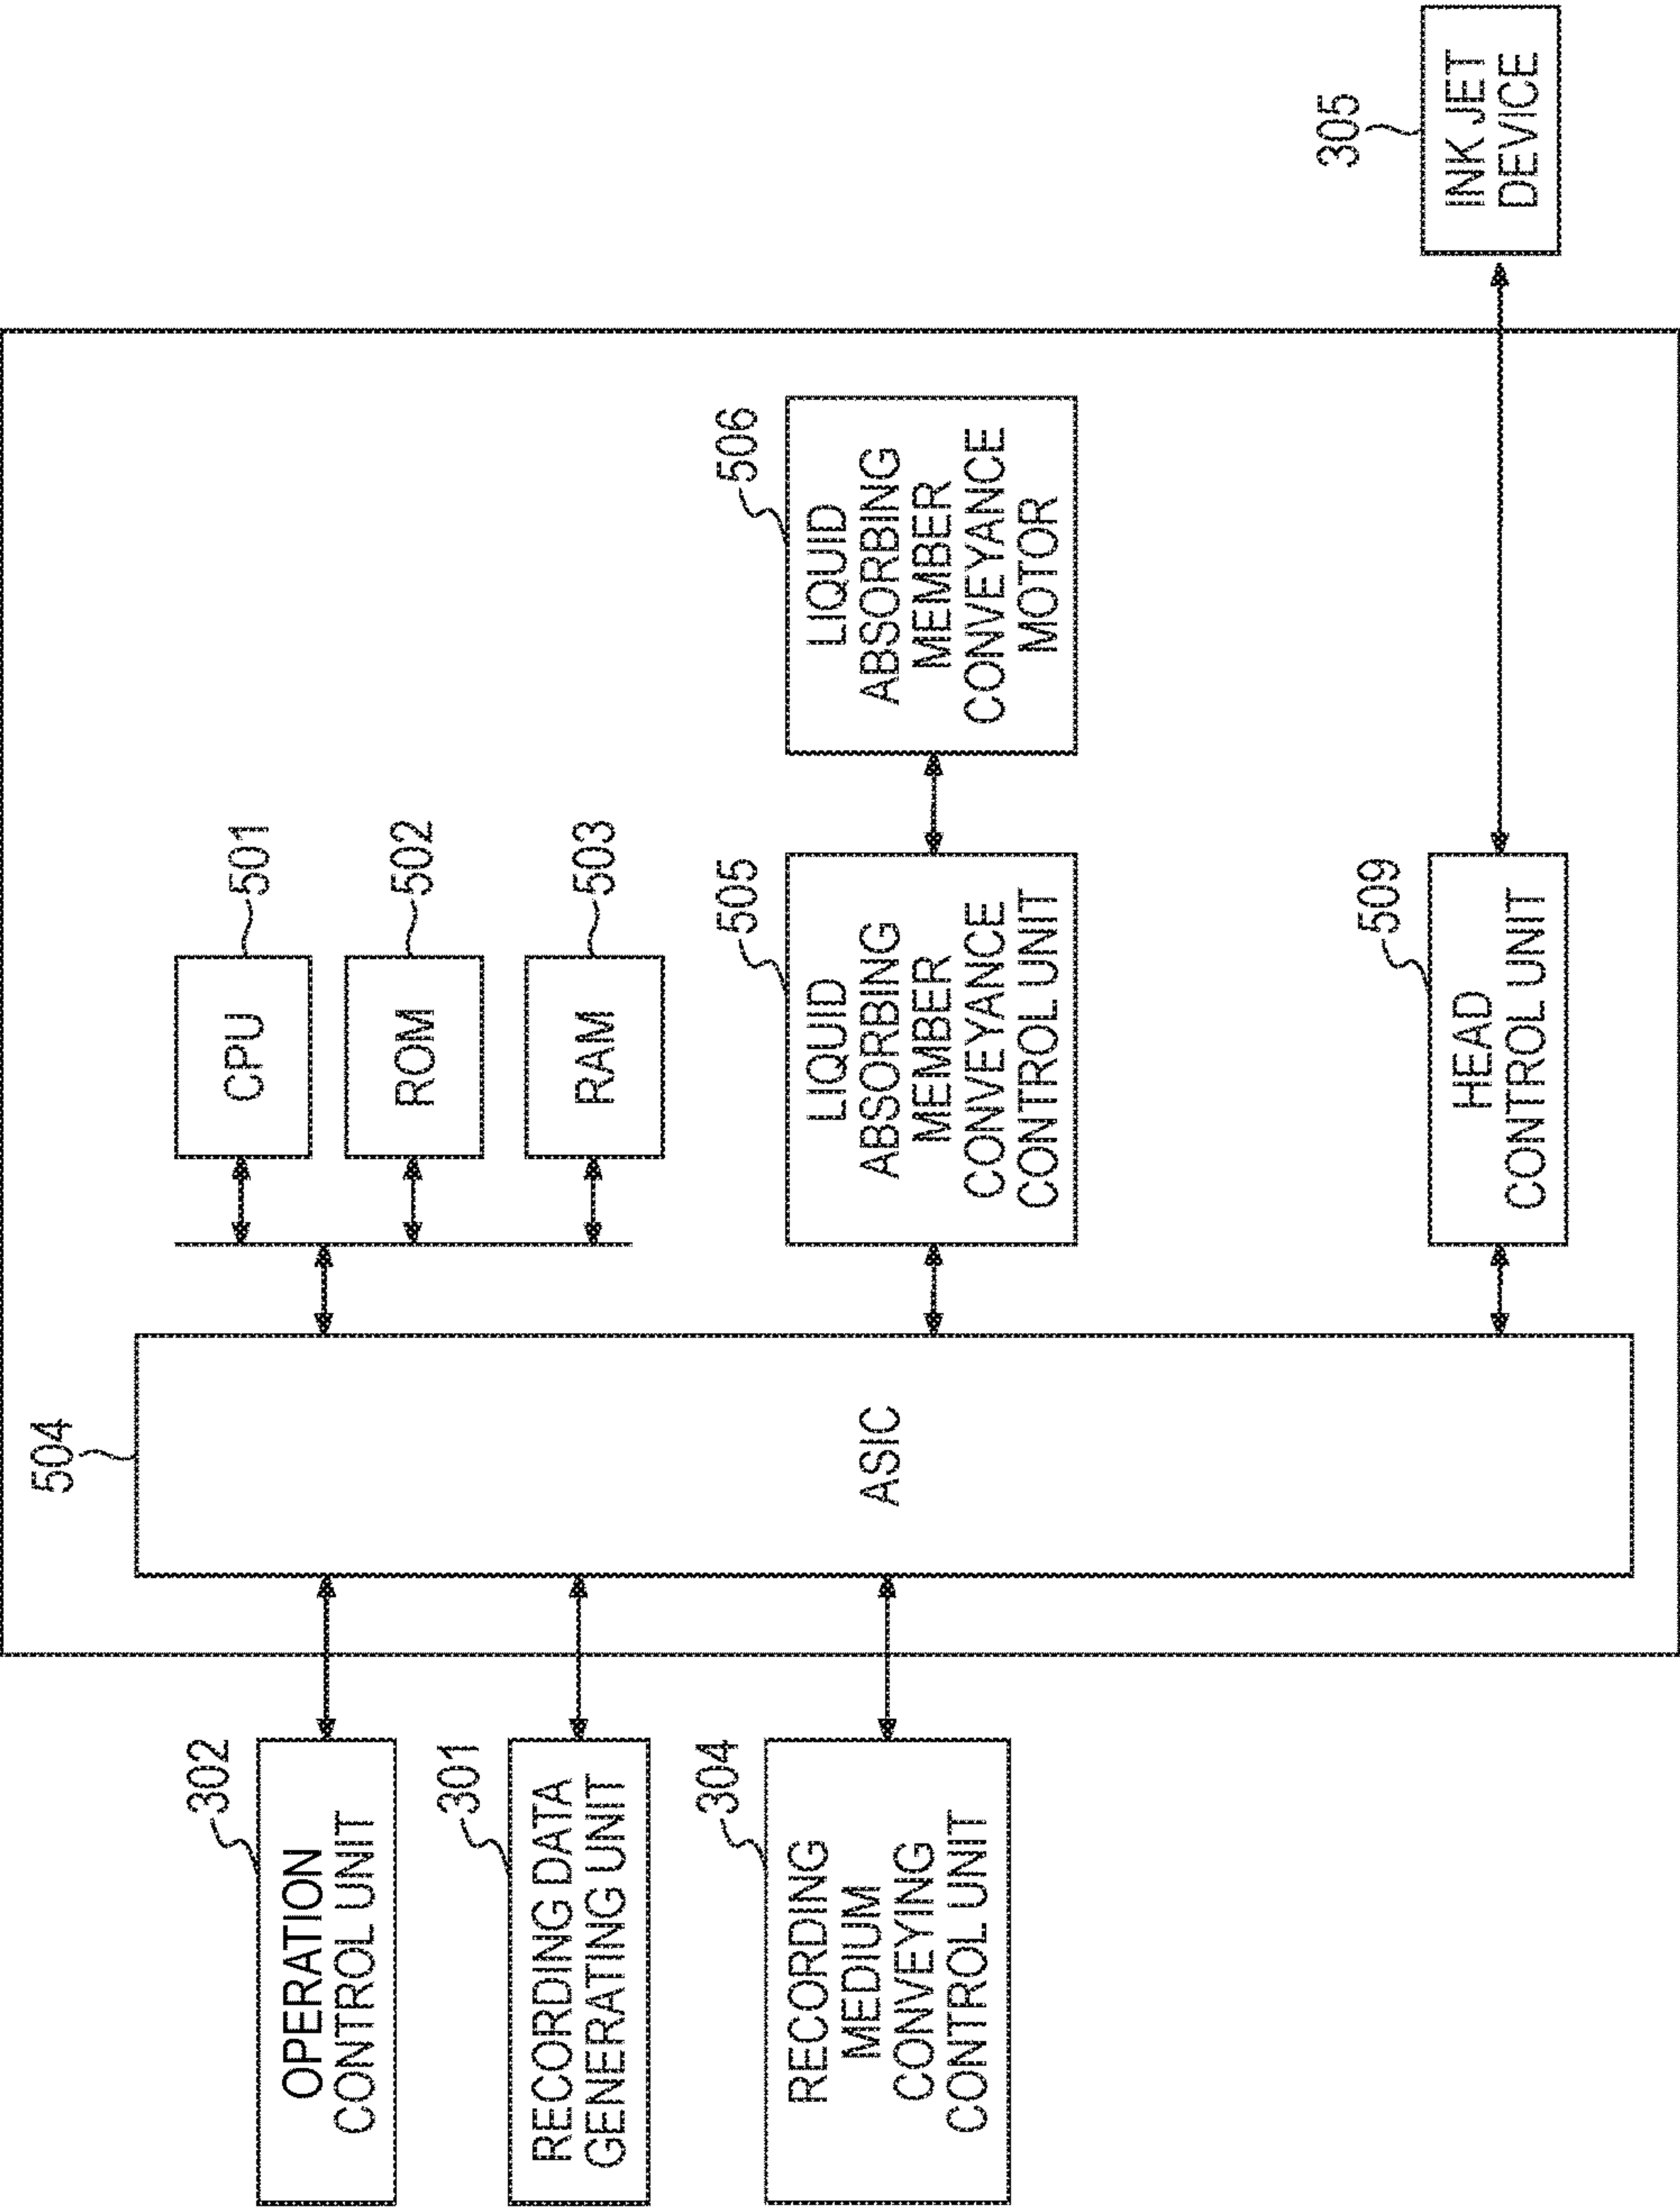 302
OPERATION
CONTROL UNIT
301
RECORDING DATA
GENERATING UNIT
304
RECORDING
MEDIUM
CONVEYING
CONTROL UNIT
504
ASIC
501
CPU
502
ROM
503
RAM
505
LIQUID
ABSORBING
MEMBER
CONVEYANCE
CONTROL UNIT
506
LIQUID
ABSORBING
MEMBER
CONVEYANCE
MOTOR
509
HEAD
CONTROL UNIT
305
INK JET
DEVICE